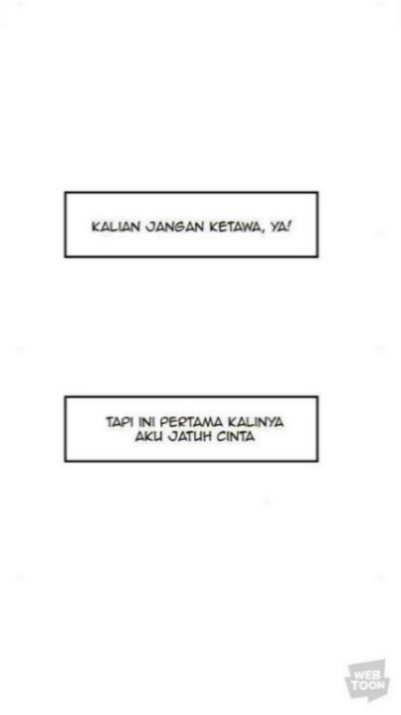 KALIAN JANGAN KETAWA, YA!
TAPI INI PERTAMA KALINYA
AKU JATUH CINTA
WEB
TOON